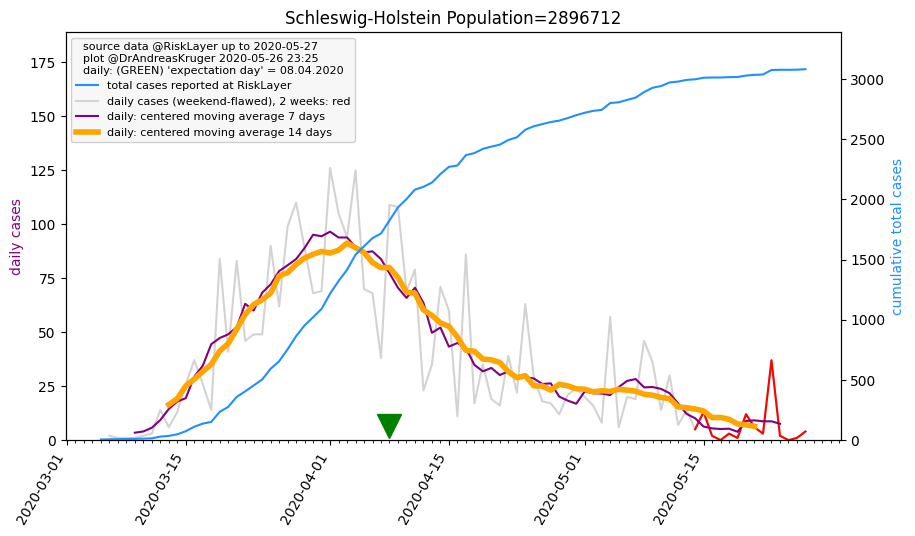 Schleswig-Holstein Population=2896712
source data @RiskLayer up to 2020-05-27
plot @DrAndreasKruger 2020-05-26 23:25
daily: (GREEN) 'expectation day' = 08.04.2020
total cases reported at RiskLayer
daily cases (weekend-flawed), 2 weeks: red
daily: centered moving average 7 days
daily: centered moving average 14 days
daily cases
175
150
125
100
75
50
25
0
3000
2500
2000
1500
1000
500
0
cumulative total cases
2020-03-01
2020-03-15
2020-04-01
2020-04-15
2020-05-01
2020-05-15